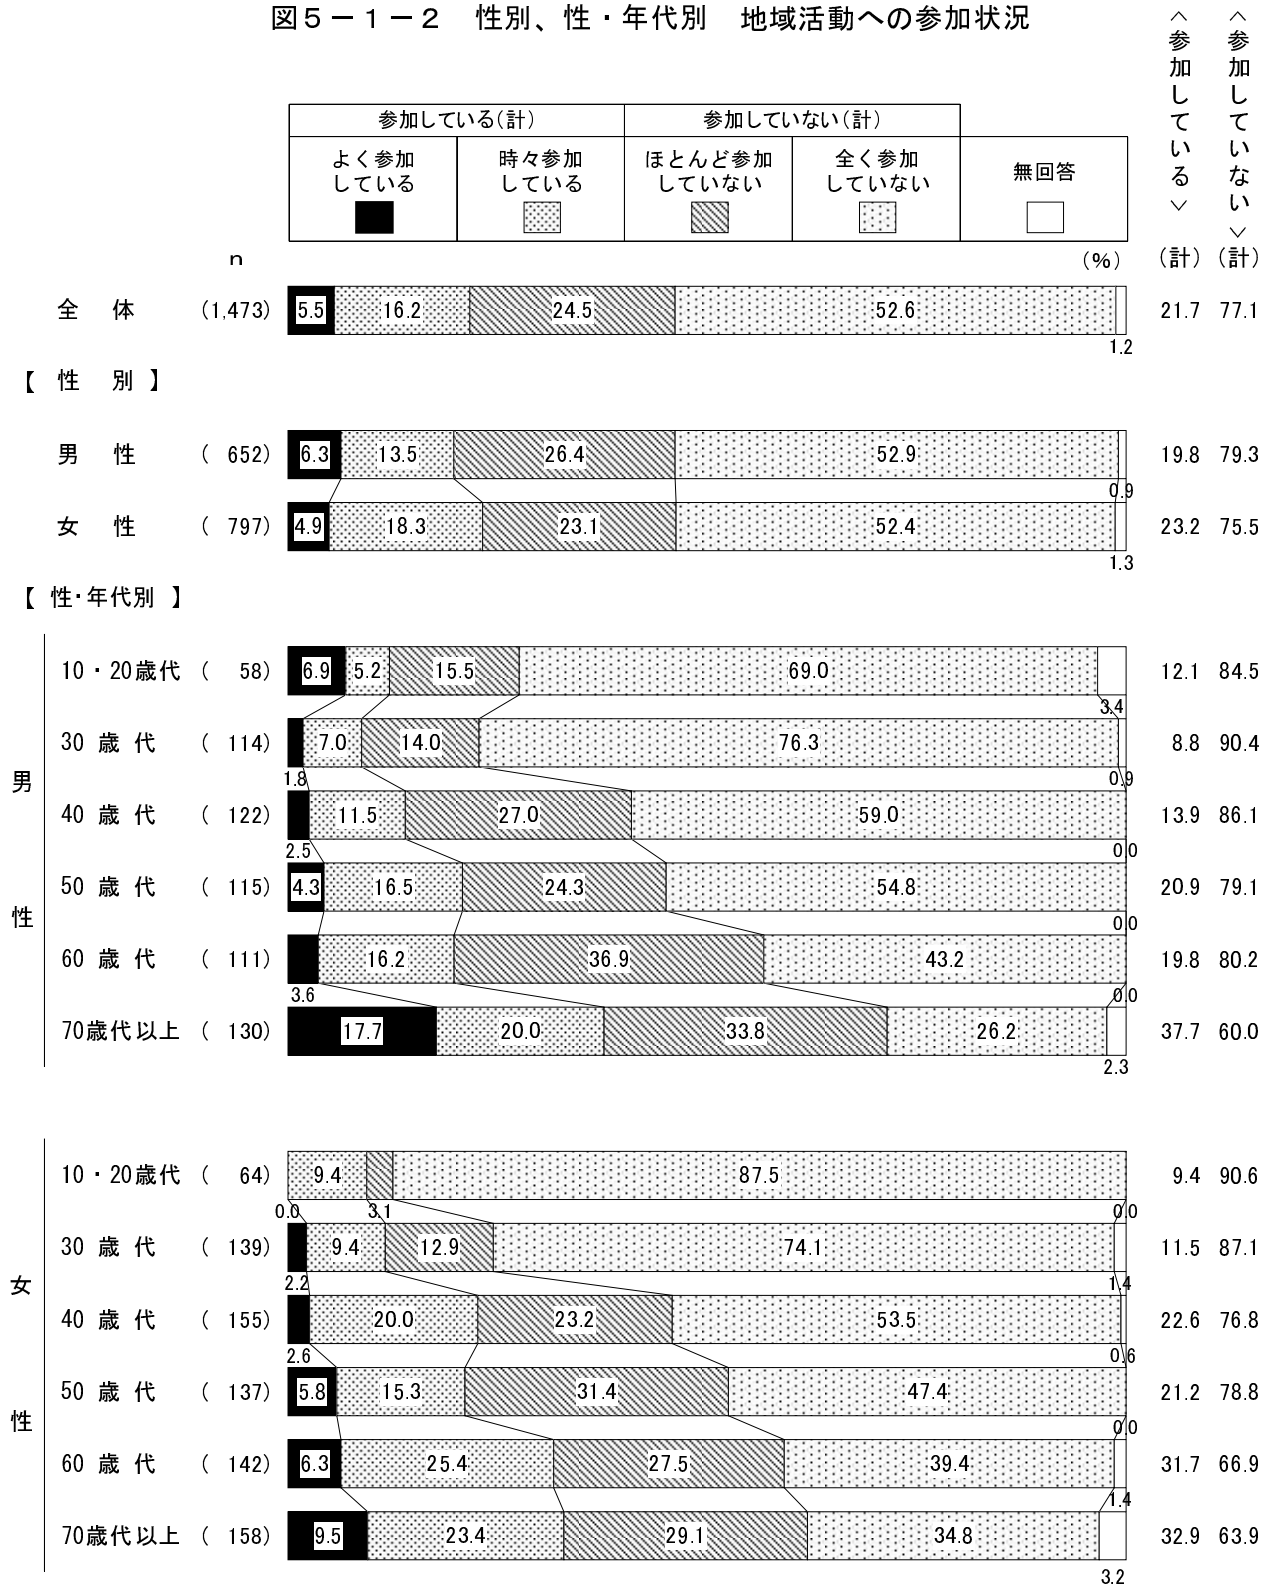 図５－１－２　性別、性・年代別　地域活動への参加状況
＜参加している＞(計)
＜参加していない＞(計)
参加している(計) 参加していない(計)
よく参加している 時々参加している ほとんど参加していない 全く参加していない 無回答
n (%)
全体 (1,473) 5.5 16.2 24.5 52.6 1.2 21.7 77.1
【 性 別 】
男性 ( 652) 6.3 13.5 26.4 52.9 0.9 19.8 79.3
女性 ( 797) 4.9 18.3 23.1 52.4 1.3 23.2 75.5
【 性・年代別 】
男性
10・20歳代 ( 58) 6.9 5.2 15.5 69.0 3.4 12.1 84.5
30歳代 ( 114) 1.8 7.0 14.0 76.3 0.9 8.8 90.4
40歳代 ( 122) 2.5 11.5 27.0 59.0 0.0 13.9 86.1
50歳代 ( 115) 4.3 16.5 24.3 54.8 0.0 20.9 79.1
60歳代 ( 111) 3.6 16.2 36.9 43.2 0.0 19.8 80.2
70歳代以上 ( 130) 17.7 20.0 33.8 26.2 2.3 37.7 60.0
女性
10・20歳代 ( 64) 0.0 9.4 3.1 87.5 0.0 9.4 90.6
30歳代 ( 139) 2.2 9.4 12.9 74.1 1.4 11.5 87.1
40歳代 ( 155) 2.6 20.0 23.2 53.5 0.6 22.6 76.8
50歳代 ( 137) 5.8 15.3 31.4 47.4 0.0 21.2 78.8
60歳代 ( 142) 6.3 25.4 27.5 39.4 1.4 31.7 66.9
70歳代以上 ( 158) 9.5 23.4 29.1 34.8 3.2 32.9 63.9